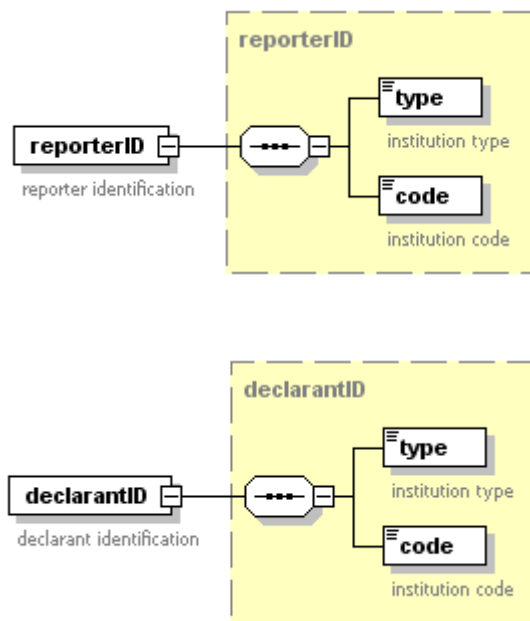 reporterID
type
institution type
reporterID
reporter identification
code
institution code
declarantID
type
institution type
declarantID
declarant identification
code
institution code